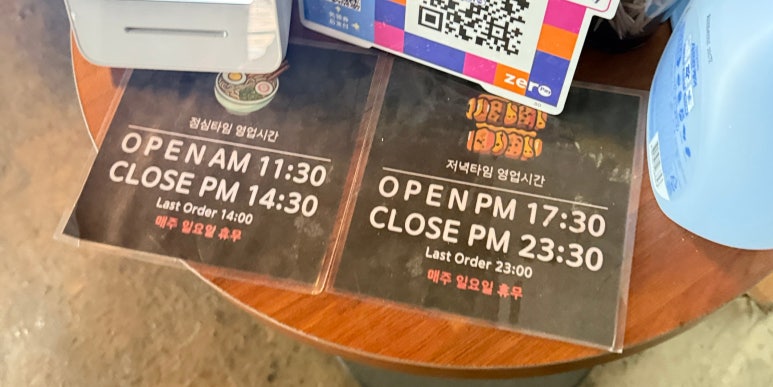 zero Pay
점심타임 영업시간
OPEN AM 11:30
CLOSE PM 14:30
Last Order 14:00
매주 일요일 휴무
저녁타임 영업시간
OPEN PM 17:30
CLOSE PM 23:30
Last Order 23:00
매주 일요일 휴무